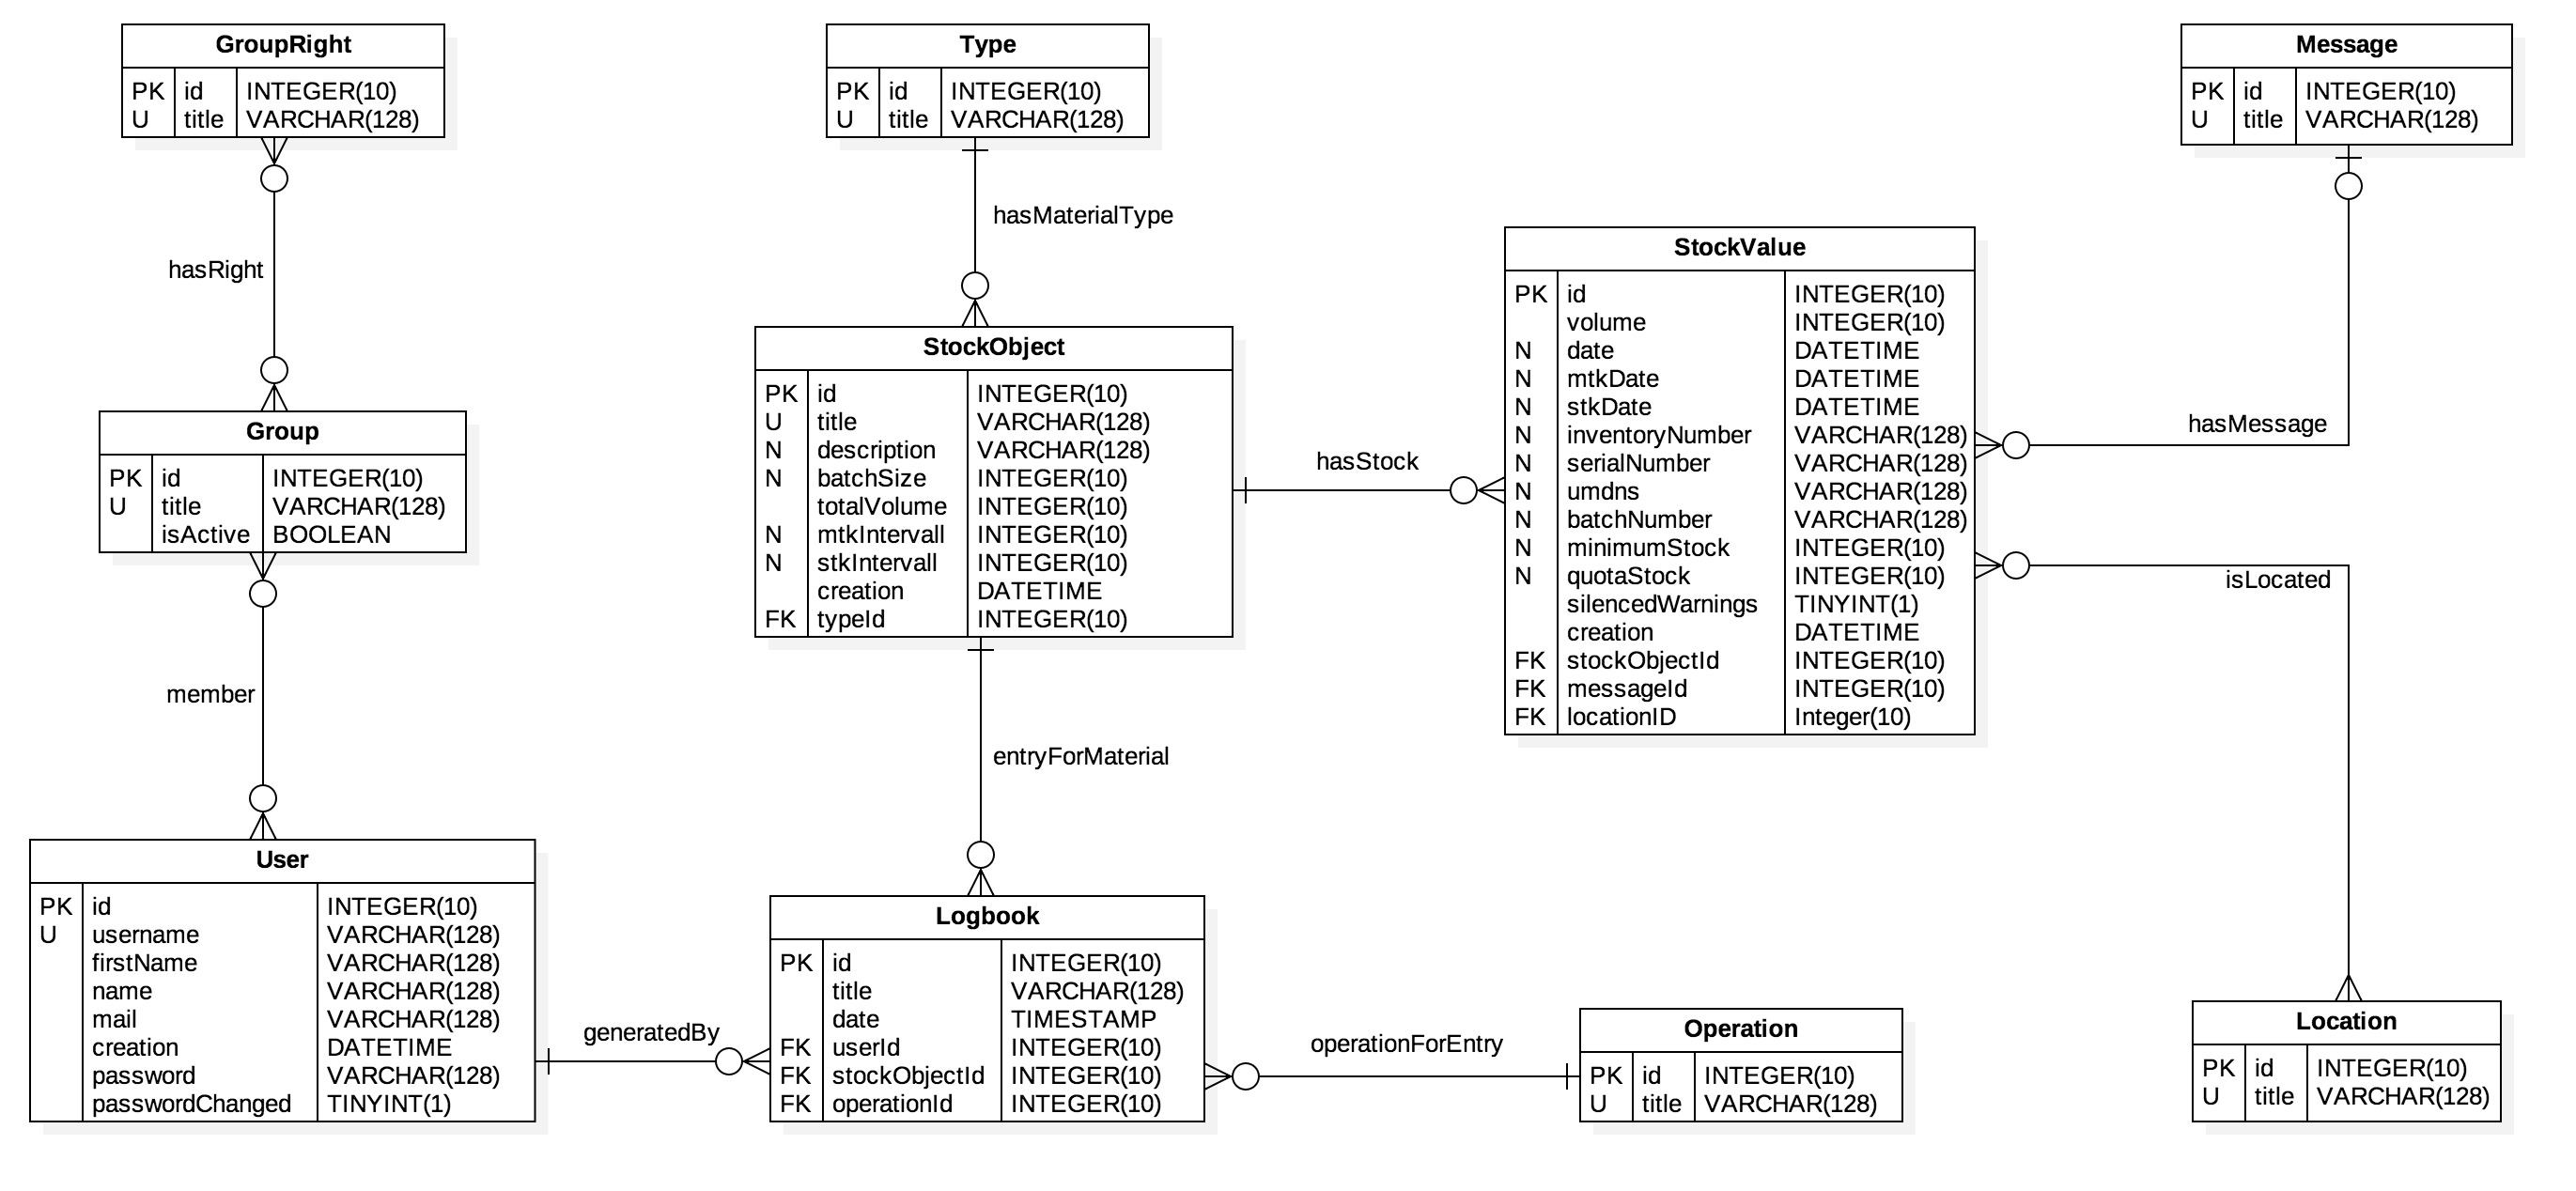 GroupRight
PK id INTEGER(10)
U title VARCHAR(128)
hasRight
Group
PK id INTEGER(10)
U title VARCHAR(128)
isActive BOOLEAN
member
User
PK id INTEGER(10)
U username VARCHAR(128)
firstName VARCHAR(128)
name VARCHAR(128)
mail VARCHAR(128)
creation DATETIME
password VARCHAR(128)
passwordChanged TINYINT(1)
generatedBy
Type
PK id INTEGER(10)
U title VARCHAR(128)
hasMaterialType
StockObject
PK id INTEGER(10)
U title VARCHAR(128)
N description VARCHAR(128)
N batchSize INTEGER(10)
totalVolume INTEGER(10)
N mtkIntervall INTEGER(10)
N stkIntervall INTEGER(10)
creation DATETIME
FK typeId INTEGER(10)
entryForMaterial
Logbook
PK id INTEGER(10)
title VARCHAR(128)
date TIMESTAMP
FK userId INTEGER(10)
FK stockObjectId INTEGER(10)
FK operationId INTEGER(10)
hasStock
StockValue
PK id INTEGER(10)
volume INTEGER(10)
N date DATETIME
N mtkDate DATETIME
N stkDate DATETIME
N inventoryNumber VARCHAR(128)
N serialNumber VARCHAR(128)
N umdns VARCHAR(128)
N batchNumber VARCHAR(128)
N minimumStock INTEGER(10)
N quotaStock INTEGER(10)
silencedWarnings TINYINT(1)
creation DATETIME
FK stockObjectId INTEGER(10)
FK messageId INTEGER(10)
FK locationID Integer(10)
operationForEntry
Operation
PK id INTEGER(10)
U title VARCHAR(128)
Message
PK id INTEGER(10)
U title VARCHAR(128)
hasMessage
isLocated
Location
PK id INTEGER(10)
U title VARCHAR(128)